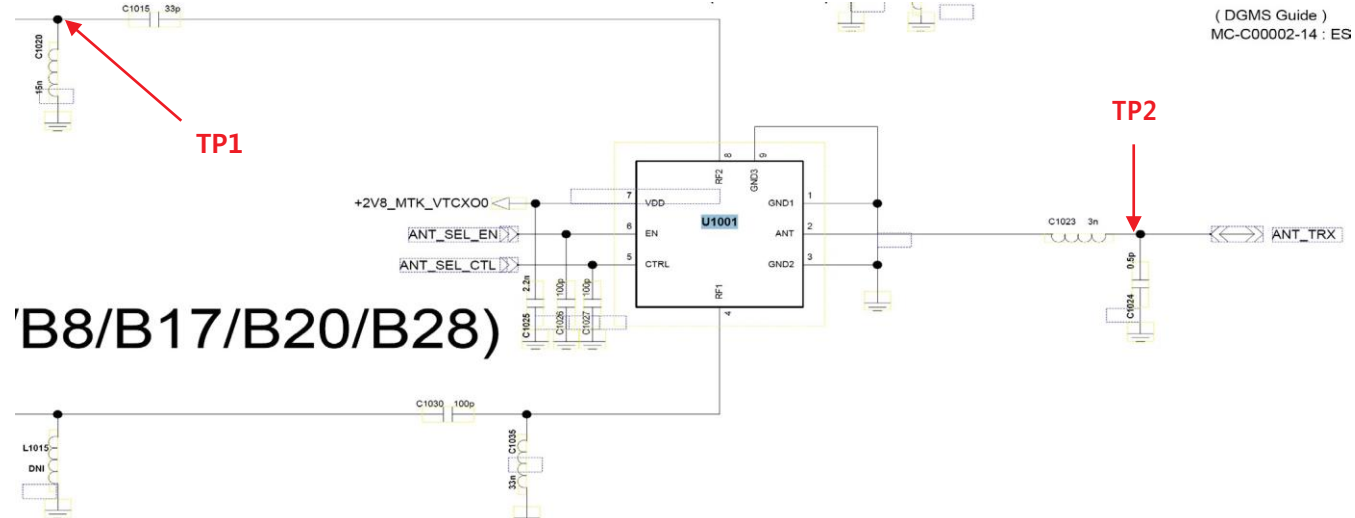 C1015 33p
( DGMS Guide )
MC-C00002-14 : ES
C1020
15n
TP1
TP2
8
9
RF2
GND3
+2V8_MTK_VTCXO0
7
VDD
GND1
1
U1001
ANT_SEL_EN
6
EN
ANT
2
C1023 3n
ANT_TRX
ANT_SEL_CTL
5
CTRL
GND2
3
0.5p
C1024
2.2n
100p
100p
RF1
4
C1025
C1026
C1027
/B8/B17/B20/B28)
C1030 100p
L1015
DNI
C1035
33n